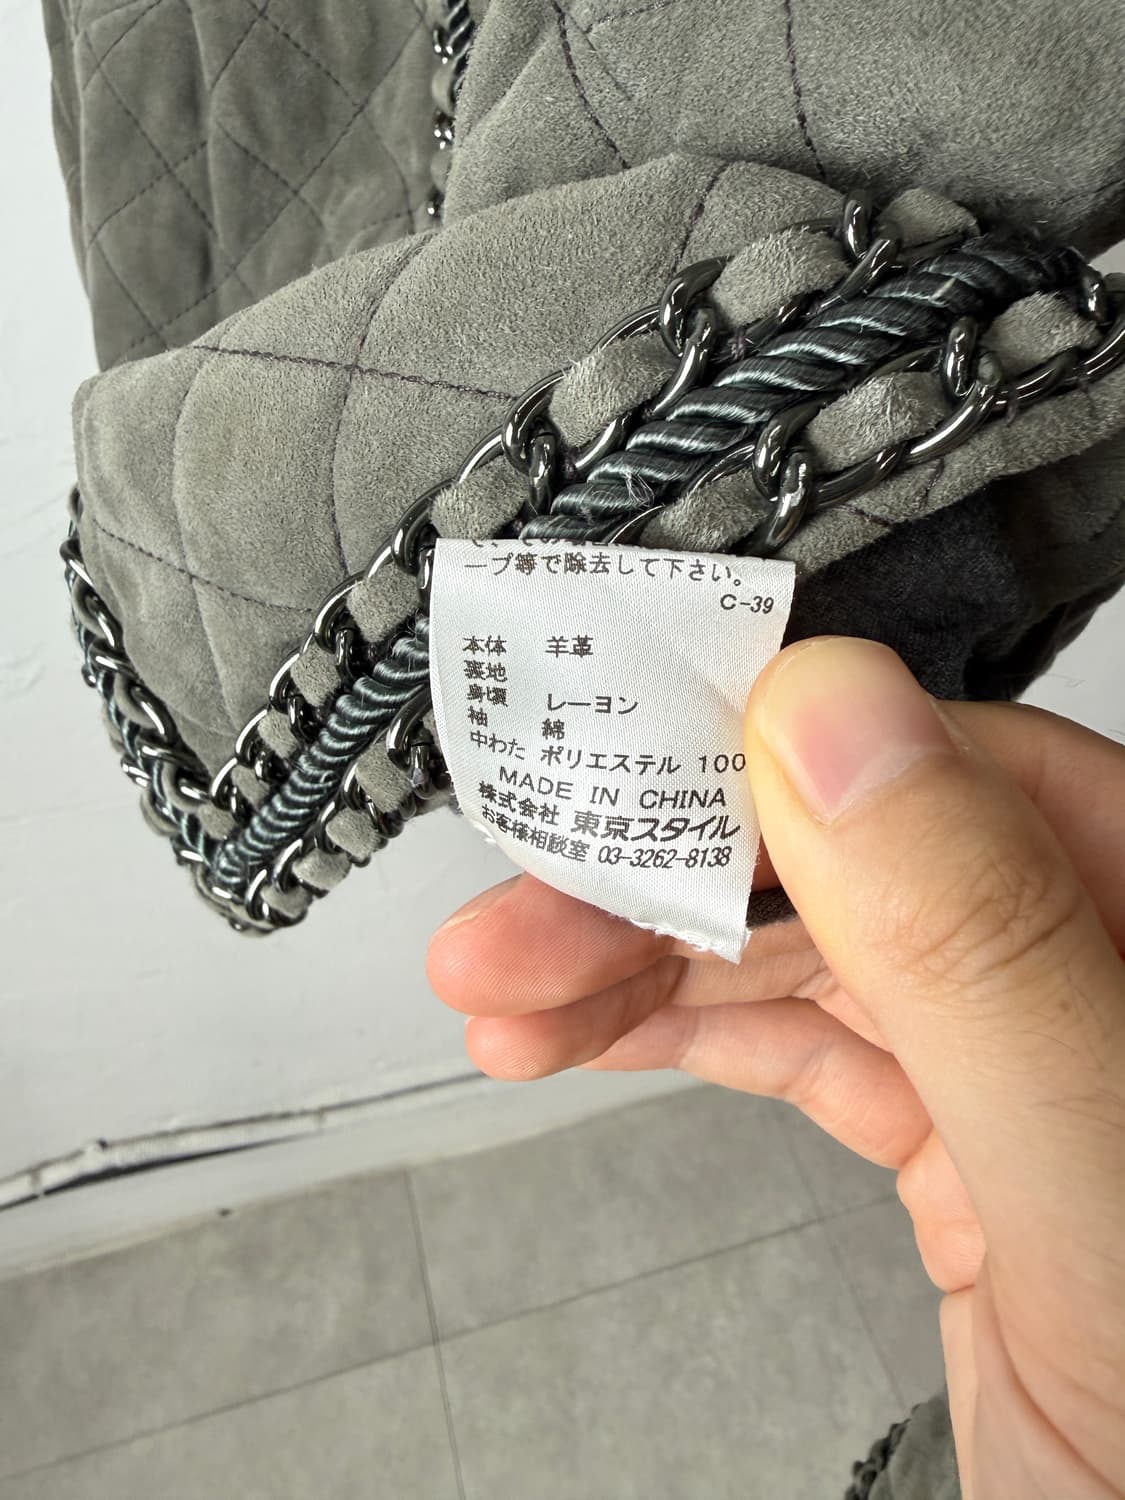 ープ等で除去して下さい。
C-39
本体 羊革
裏地
身頃 レーヨン
袖 綿
中わた ポリエステル 100
MADE IN CHINA
株式会社 東京スタイル
お客様相談室 03-3262-8138